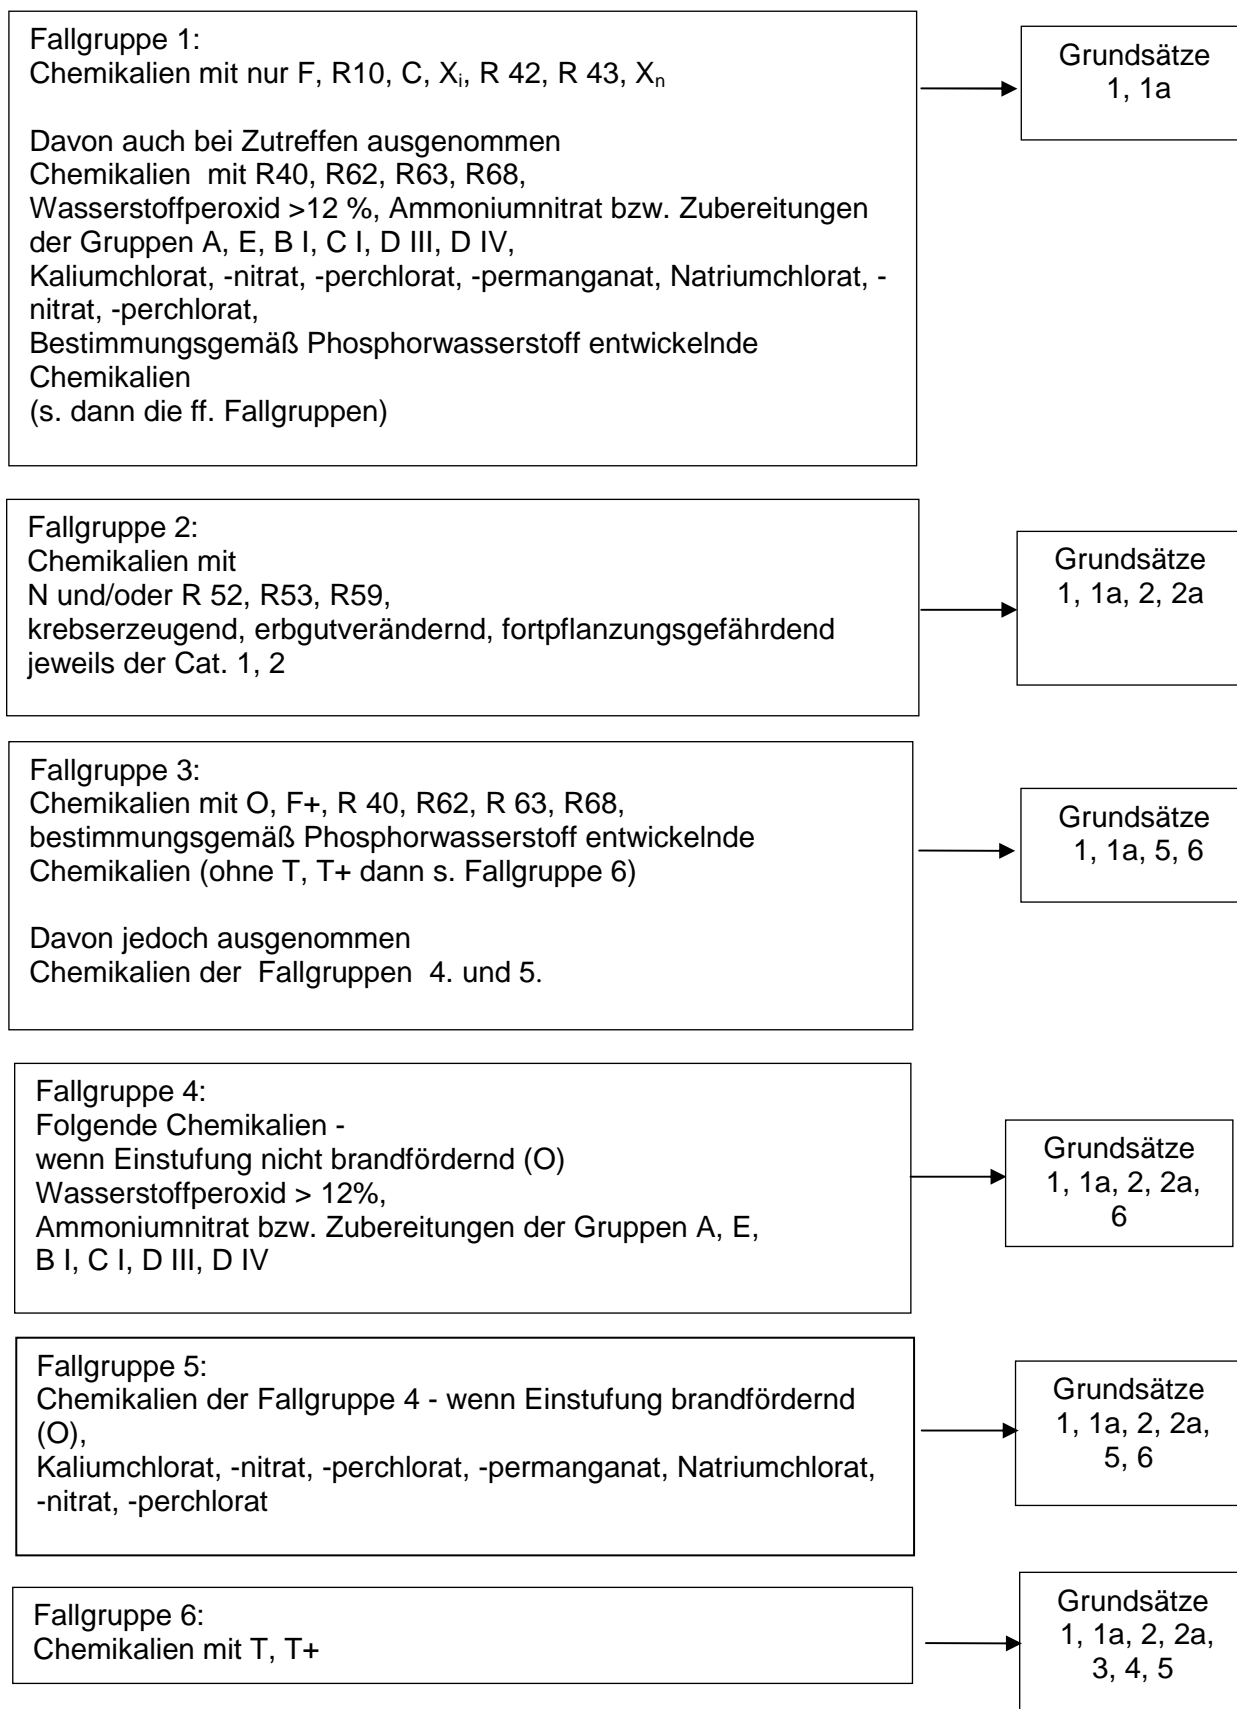 Fallgruppe 1:
Chemikalien mit nur F, R10, C, Xi, R 42, R 43, Xn
Davon auch bei Zutreffen ausgenommen
Chemikalien mit R40, R62, R63, R68,
Wasserstoffperoxid >12 %, Ammoniumnitrat bzw. Zubereitungen
der Gruppen A, E, B I, C I, D III, D IV,
Kaliumchlorat, -nitrat, -perchlorat, -permanganat, Natriumchlorat, -
nitrat, -perchlorat,
Bestimmungsgemäß Phosphorwasserstoff entwickelnde
Chemikalien
(s. dann die ff. Fallgruppen)
Grundsätze
1, 1a
Fallgruppe 2:
Chemikalien mit
N und/oder R 52, R53, R59,
krebserzeugend, erbgutverändernd, fortpflanzungsgefährdend
jeweils der Cat. 1, 2
Grundsätze
1, 1a, 2, 2a
Fallgruppe 3:
Chemikalien mit O, F+, R 40, R62, R 63, R68,
bestimmungsgemäß Phosphorwasserstoff entwickelnde
Chemikalien (ohne T, T+ dann s. Fallgruppe 6)
Davon jedoch ausgenommen
Chemikalien der Fallgruppen 4. und 5.
Grundsätze
1, 1a, 5, 6
Fallgruppe 4:
Folgende Chemikalien -
wenn Einstufung nicht brandfördernd (O)
Wasserstoffperoxid > 12%,
Ammoniumnitrat bzw. Zubereitungen der Gruppen A, E,
B I, C I, D III, D IV
Grundsätze
1, 1a, 2, 2a,
6
Fallgruppe 5:
Chemikalien der Fallgruppe 4 - wenn Einstufung brandfördernd
(O),
Kaliumchlorat, -nitrat, -perchlorat, -permanganat, Natriumchlorat,
-nitrat, -perchlorat
Grundsätze
1, 1a, 2, 2a,
5, 6
Fallgruppe 6:
Chemikalien mit T, T+
Grundsätze
1, 1a, 2, 2a,
3, 4, 5